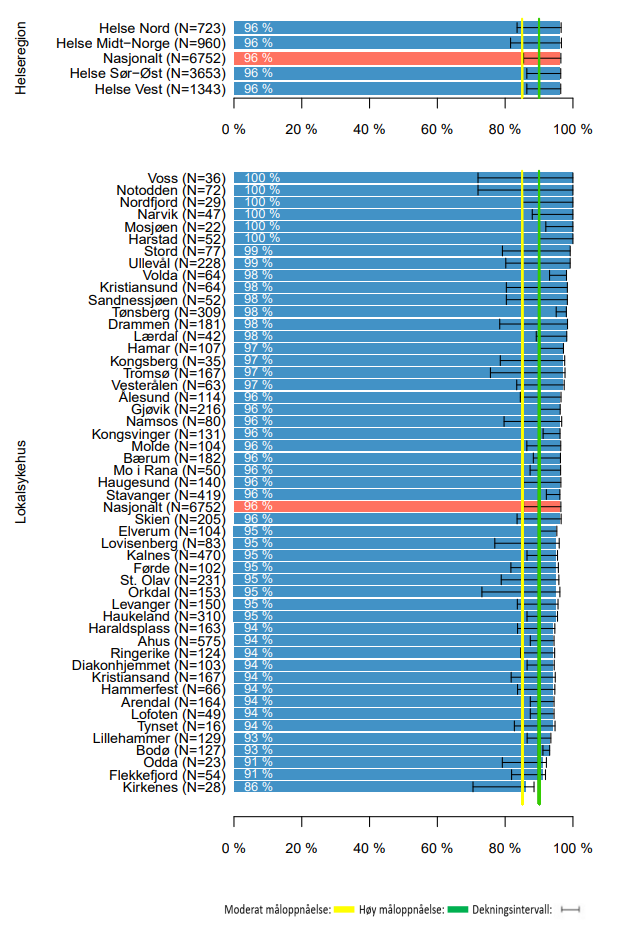 Helseregion
Helse Nord (N=723) 96 %
Helse Midt−Norge (N=960) 96 %
Nasjonalt (N=6752) 96 %
Helse Sør−Øst (N=3653) 96 %
Helse Vest (N=1343) 96 %
0 % 20 % 40 % 60 % 80 % 100 %
Lokalsykehus
Voss (N=36) 100 %
Notodden (N=72) 100 %
Nordfjord (N=29) 100 %
Narvik (N=47) 100 %
Mosjøen (N=22) 100 %
Harstad (N=52) 100 %
Stord (N=77) 99 %
Ullevål (N=228) 99 %
Volda (N=64) 98 %
Kristiansund (N=64) 98 %
Sandnessjøen (N=52) 98 %
Tønsberg (N=309) 98 %
Drammen (N=181) 98 %
Lærdal (N=42) 98 %
Hamar (N=107) 97 %
Kongsberg (N=35) 97 %
Tromsø (N=167) 97 %
Vesterålen (N=63) 97 %
Ålesund (N=114) 96 %
Gjøvik (N=216) 96 %
Namsos (N=80) 96 %
Kongsvinger (N=131) 96 %
Molde (N=104) 96 %
Bærum (N=182) 96 %
Mo i Rana (N=50) 96 %
Haugesund (N=140) 96 %
Stavanger (N=419) 96 %
Nasjonalt (N=6752) 96 %
Skien (N=205) 96 %
Elverum (N=104) 95 %
Lovisenberg (N=83) 95 %
Kalnes (N=470) 95 %
Førde (N=102) 95 %
St. Olav (N=231) 95 %
Orkdal (N=153) 95 %
Levanger (N=150) 95 %
Haukeland (N=310) 95 %
Haraldsplass (N=163) 94 %
Ahus (N=575) 94 %
Ringerike (N=124) 94 %
Diakonhjemmet (N=103) 94 %
Kristiansand (N=167) 94 %
Hammerfest (N=66) 94 %
Arendal (N=164) 94 %
Lofoten (N=49) 94 %
Tynset (N=16) 94 %
Lillehammer (N=129) 93 %
Bodø (N=127) 93 %
Odda (N=23) 91 %
Flekkefjord (N=54) 91 %
Kirkenes (N=28) 86 %
0 % 20 % 40 % 60 % 80 % 100 %
Moderat måloppnåelse: Høy måloppnåelse: Dekningsintervall: